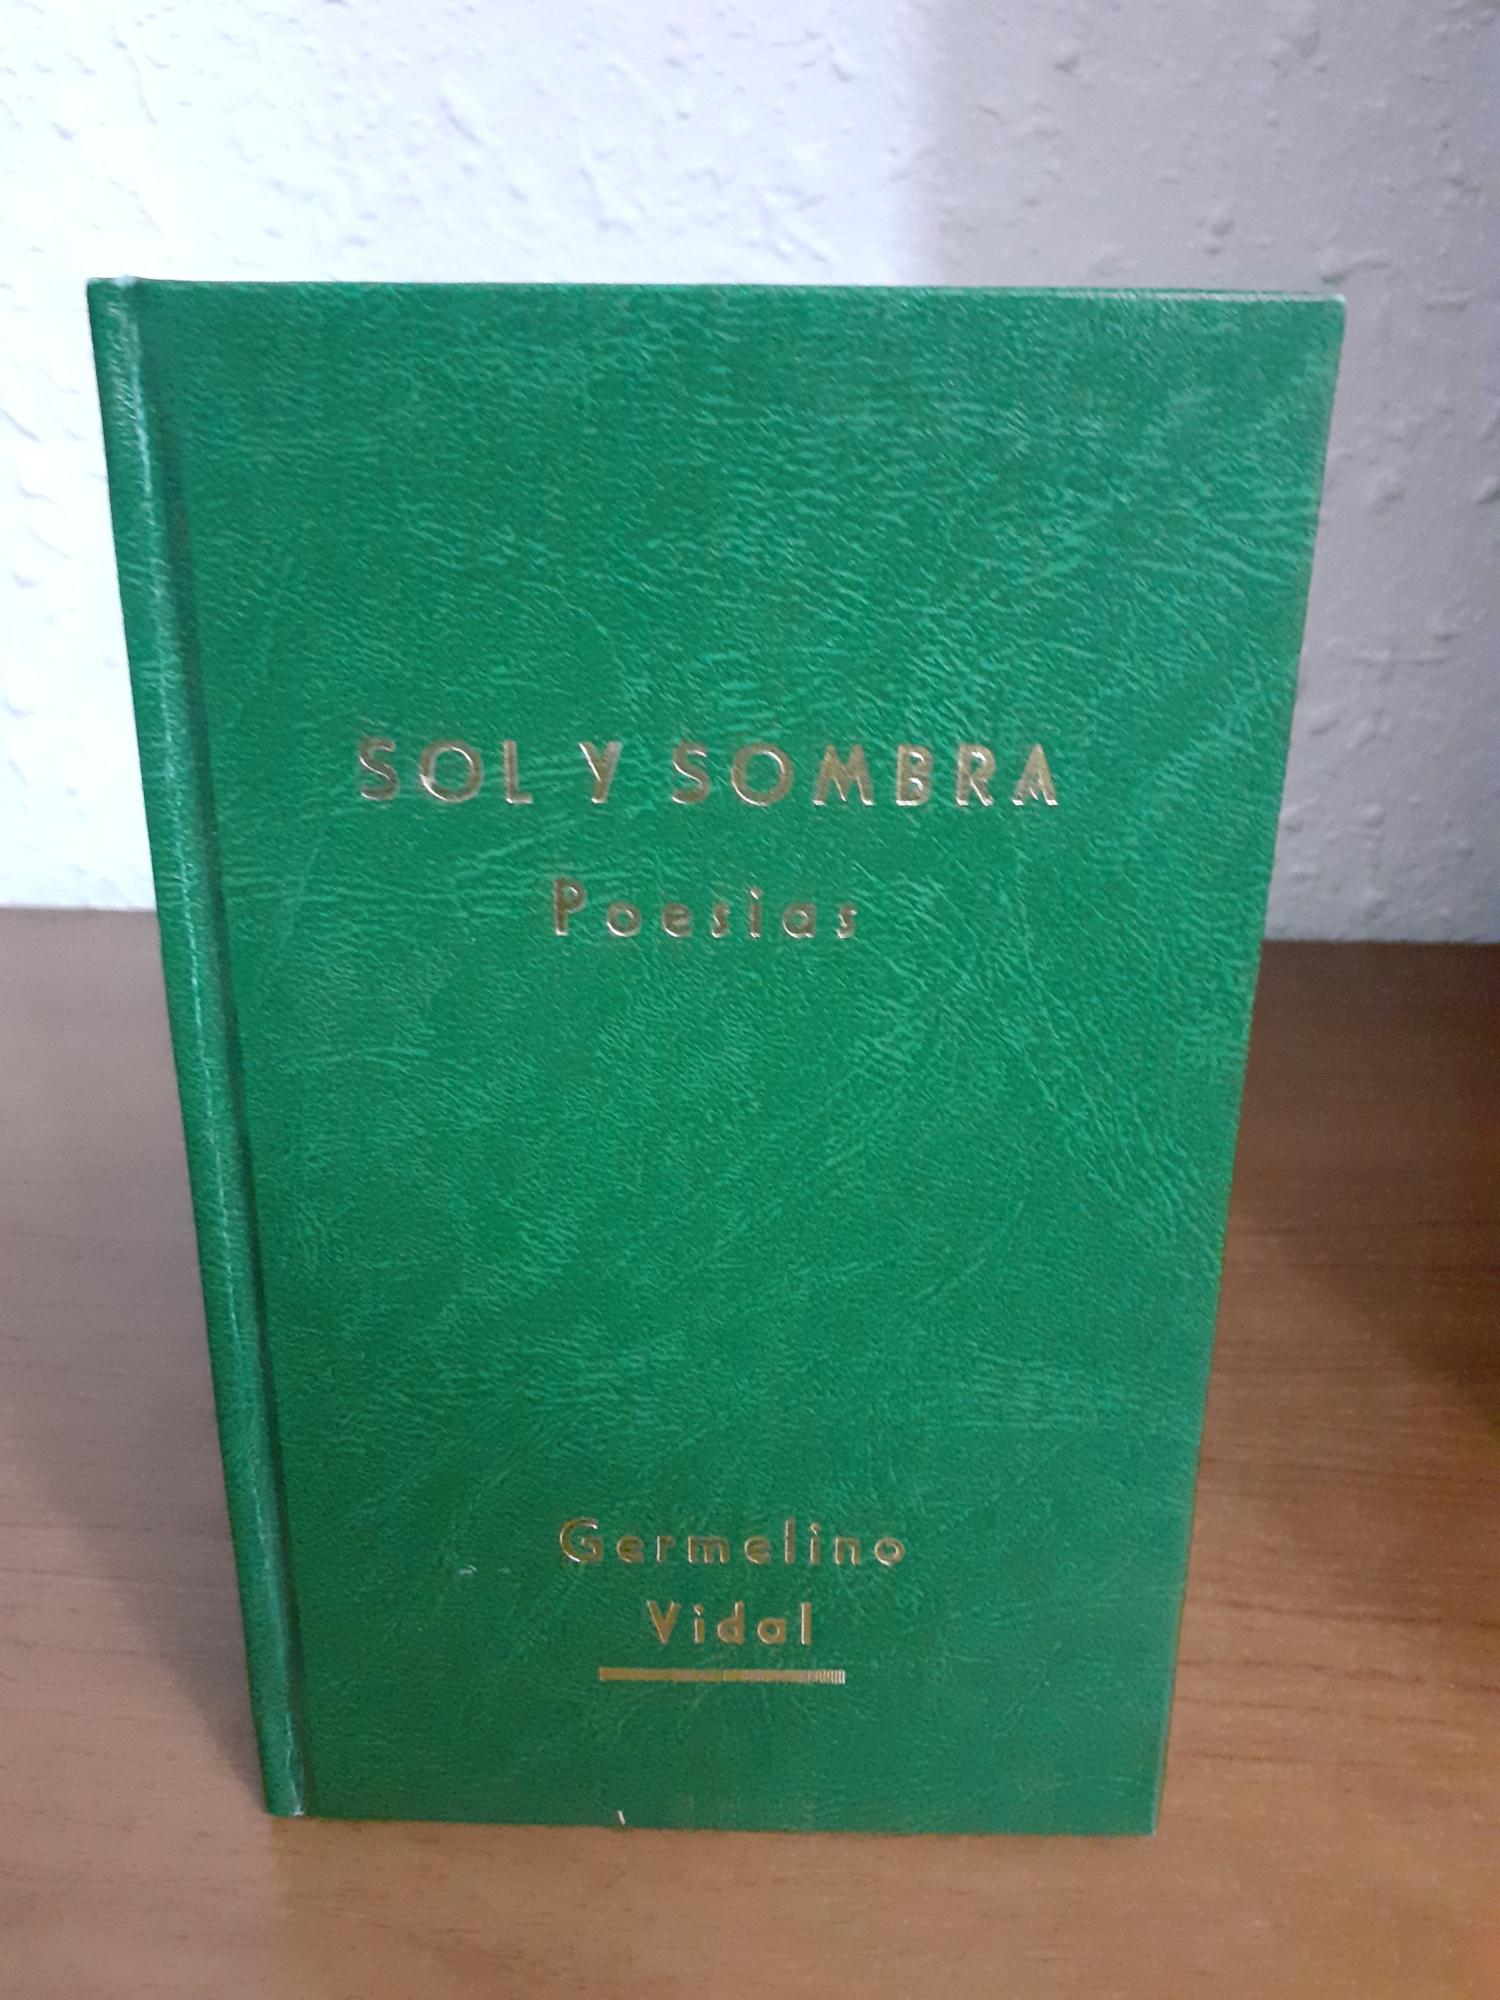 SOL Y SOMBRA
Poesias
Germelino
Vidal